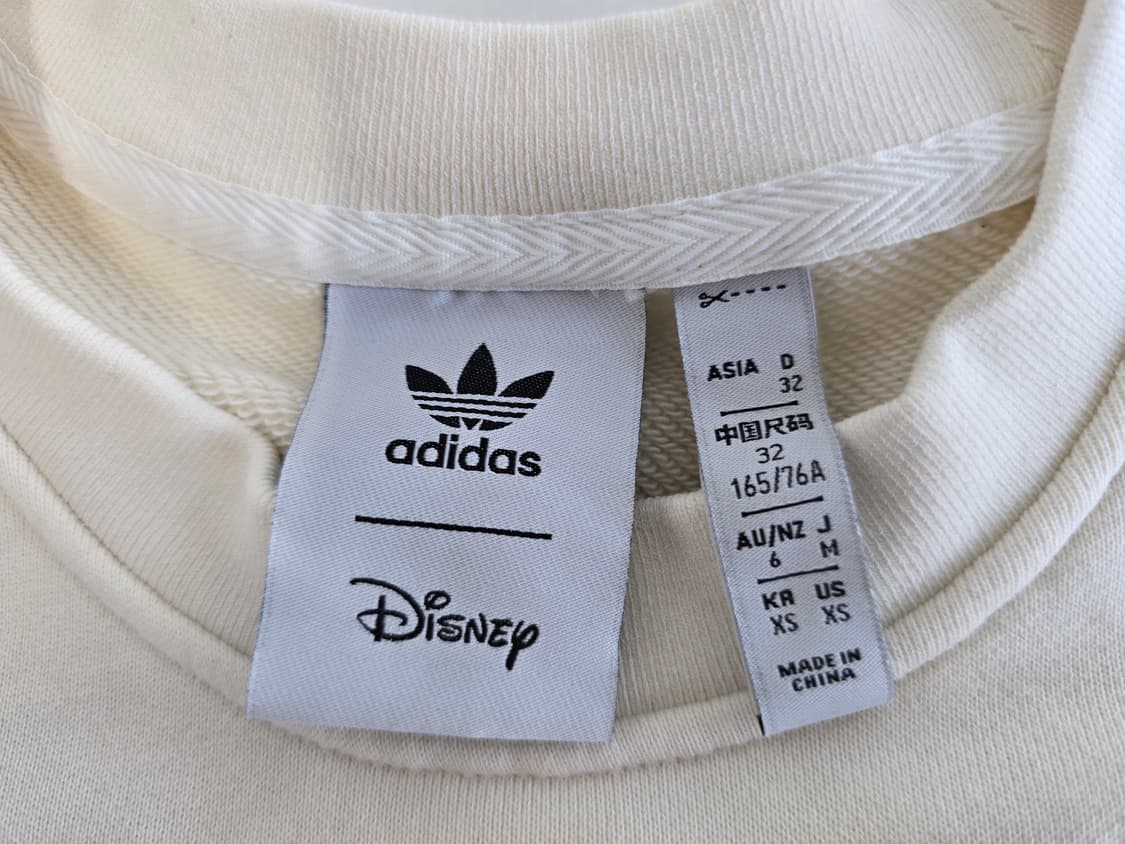 adidas
Disney
ASIA D
32
中国尺码
32
165/76A
AU/NZ J
6 M
KR US
XS XS
MADE IN
CHINA